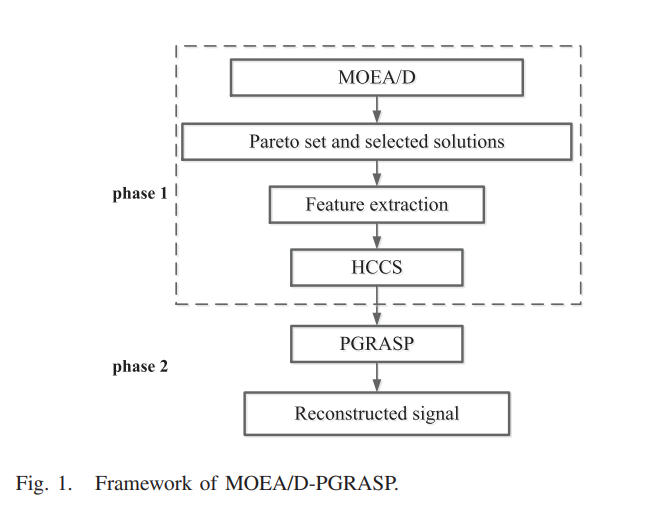 MOEA/D
Pareto set and selected solutions
phase 1
Feature extraction
HCCS
PGRASP
phase 2
Reconstructed signal
Fig. 1. Framework of MOEA/D-PGRASP.